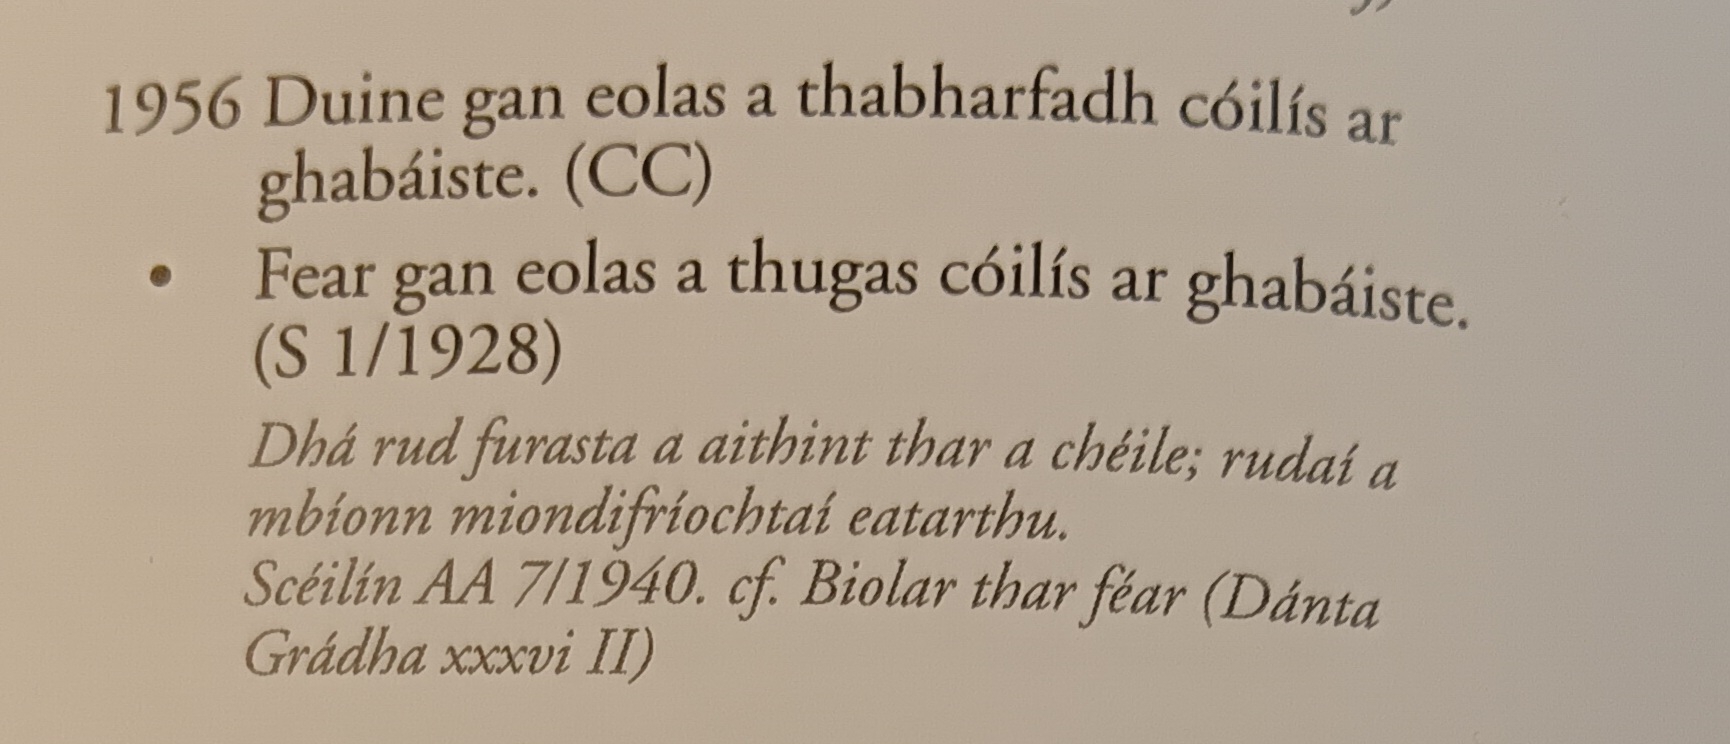 1956 Duine gan eolas a thabharfadh cóilís ar
ghabáiste. (CC)
• Fear gan eolas a thugas cóilís ar ghabáiste.
(S 1/1928)
Dhá rud furasta a aithint thar a chéile; rudaí a
mbíonn miondifríochtaí eatarthu.
Scéilín AA 7/1940. cf. Biolar thar féar (Dánta
Grádha xxxvi II)